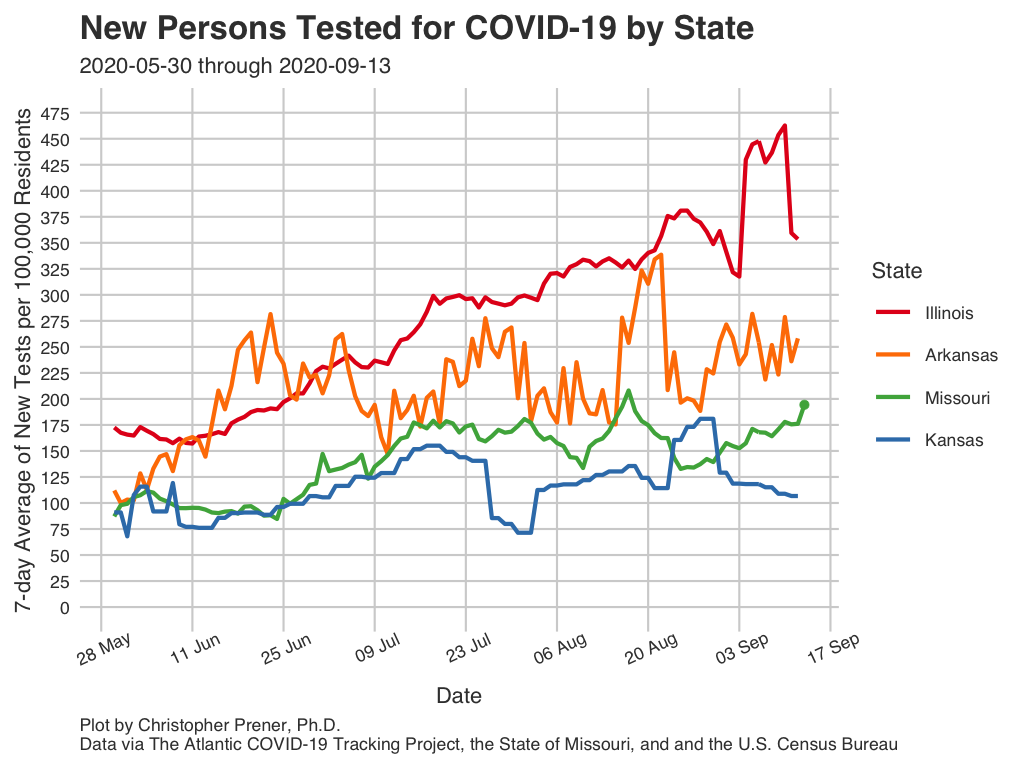 New Persons Tested for COVID-19 by State
2020-05-30 through 2020-09-13
7-day Average of New Tests per 100,000 Residents
475
450
425
400
375
350
325
300
275
250
225
200
175
150
125
100
75
50
25
0
28 May
11 Jun
25 Jun
09 Jul
23 Jul
06 Aug
20 Aug
03 Sep
17 Sep
Date
State
Illinois
Arkansas
Missouri
Kansas
Plot by Christopher Prener, Ph.D.
Data via The Atlantic COVID-19 Tracking Project, the State of Missouri, and and the U.S. Census Bureau